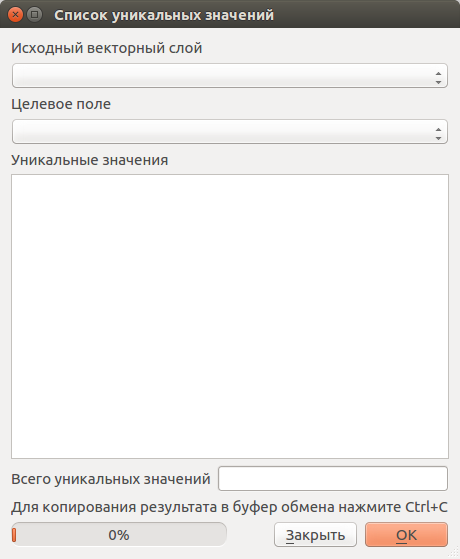 Список уникальных значений
Исходный векторный слой
Целевое поле
Уникальные значения
Всего уникальных значений
Для копирования результата в буфер обмена нажмите Ctrl+C
0% Закрыть OK